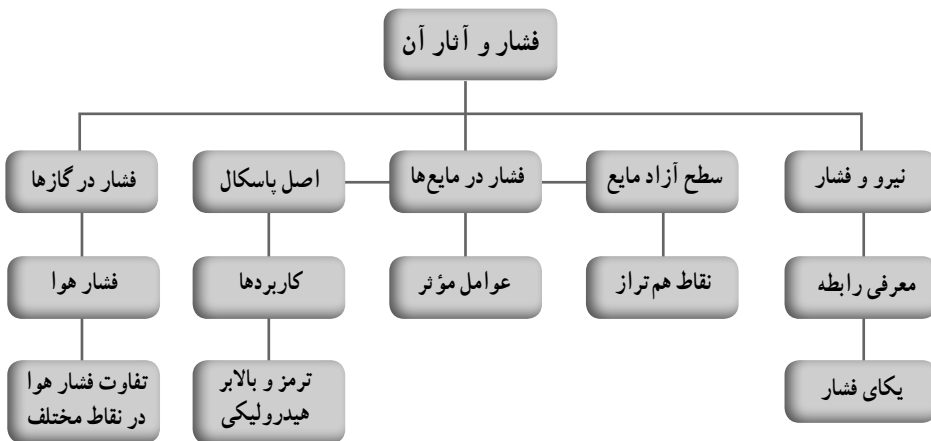 فشار و آثار آن
نیرو و فشار
سطح آزاد مایع
فشار در مایع‌ها
اصل پاسکال
فشار در گازها
معرفی رابطه
نقاط هم‌تراز
عوامل مؤثر
کاربردها
فشار هوا
یکای فشار
ترمز و بالابر
هیدرولیکی
تفاوت فشار هوا
در نقاط مختلف